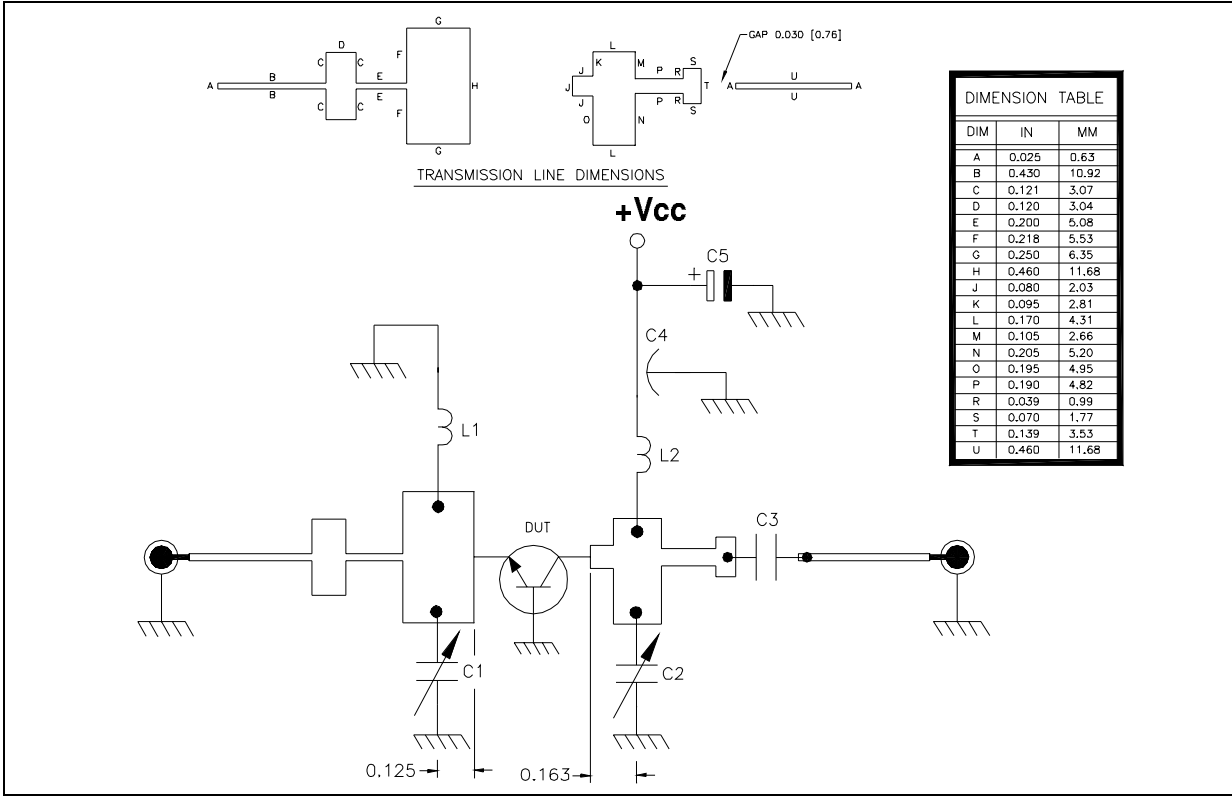 G
D
F
C
C
K
L
M
GAP 0.030 [0.76]
B
E
J
P
R
S
U
A
H
J
T
A
A
B
E
J
P
R
S
U
C
C
F
O
N
G
L
TRANSMISSION LINE DIMENSIONS
DIMENSION TABLE
DIM IN MM
A 0.025 0.63
B 0.430 10.92
C 0.121 3.07
D 0.120 3.04
E 0.200 5.08
F 0.218 5.53
G 0.250 6.35
H 0.460 11.68
J 0.080 2.03
K 0.095 2.81
L 0.170 4.31
M 0.105 2.66
N 0.205 5.20
O 0.195 4.95
P 0.190 4.82
R 0.039 0.99
S 0.070 1.77
T 0.139 3.53
U 0.460 11.68
+Vcc
+
C5
C4
L1
L2
DUT
C3
C1
C2
0.125
0.163